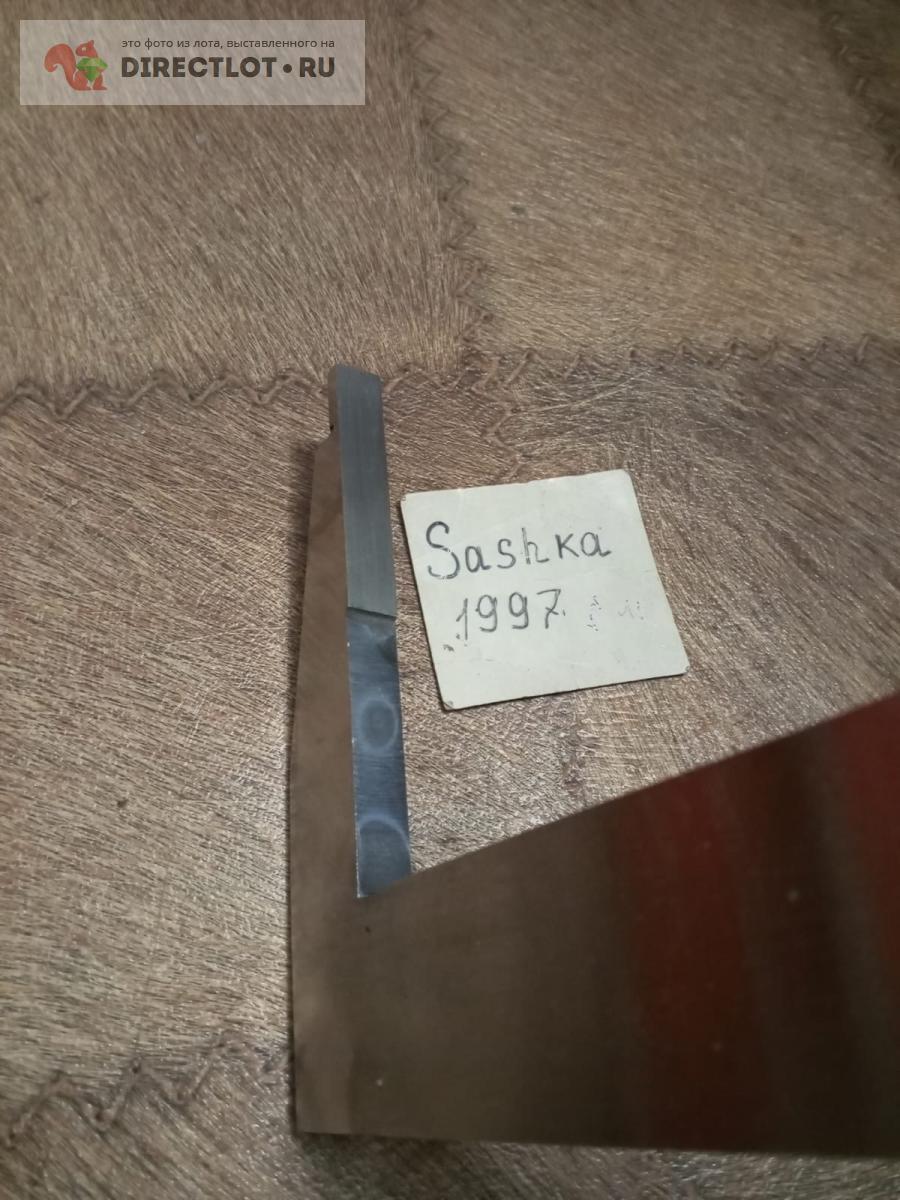 это фото из лота, выставленного на
DIRECTLOT•RU
Sashka
1997